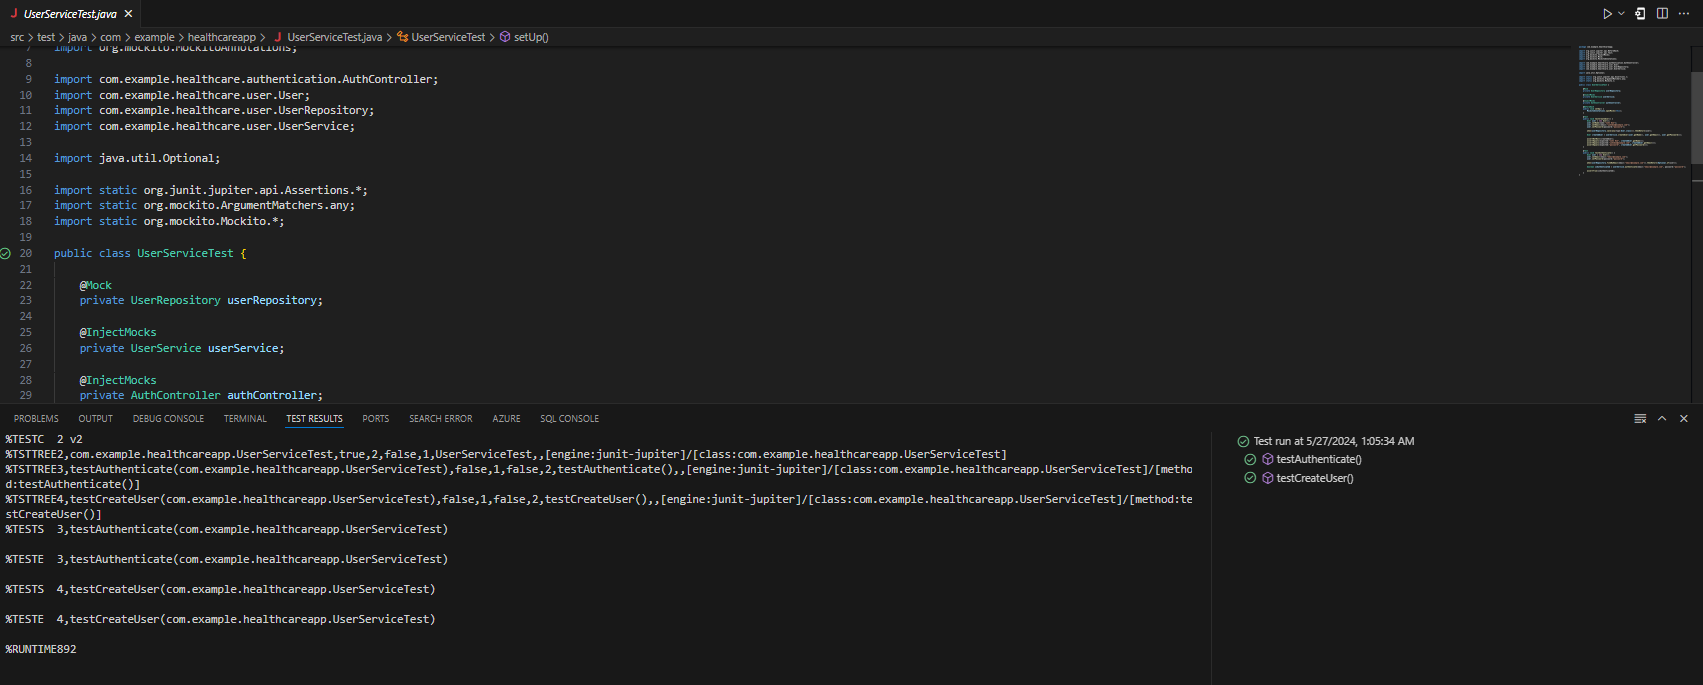 UserServiceTest.java
src > test > java > com > example > healthcareapp > UserServiceTest.java > UserServiceTest > setUp()
7 import org.mockito.MockitoAnnotations;
8
9 import com.example.healthcare.authentication.AuthController;
10 import com.example.healthcare.user.User;
11 import com.example.healthcare.user.UserRepository;
12 import com.example.healthcare.user.UserService;
13
14 import java.util.Optional;
15
16 import static org.junit.jupiter.api.Assertions.*;
17 import static org.mockito.ArgumentMatchers.any;
18 import static org.mockito.Mockito.*;
19
20 public class UserServiceTest {
21
22 @Mock
23 private UserRepository userRepository;
24
25 @InjectMocks
26 private UserService userService;
27
28 @InjectMocks
29 private AuthController authController;
PROBLEMS OUTPUT DEBUG CONSOLE TERMINAL TEST RESULTS PORTS SEARCH ERROR AZURE SQL CONSOLE
%TESTC  2 v2
%TSTTREE2,com.example.healthcareapp.UserServiceTest,true,2,false,1,UserServiceTest,,[engine:junit-jupiter]/[class:com.example.healthcareapp.UserServiceTest]
%TSTTREE3,testAuthenticate(com.example.healthcareapp.UserServiceTest),false,1,false,2,testAuthenticate(),,[engine:junit-jupiter]/[class:com.example.healthcareapp.UserServiceTest]/[metho
d:testAuthenticate()]
%TSTTREE4,testCreateUser(com.example.healthcareapp.UserServiceTest),false,1,false,2,testCreateUser(),,[engine:junit-jupiter]/[class:com.example.healthcareapp.UserServiceTest]/[method:te
stCreateUser()]
%TESTS  3,testAuthenticate(com.example.healthcareapp.UserServiceTest)
%TESTE  3,testAuthenticate(com.example.healthcareapp.UserServiceTest)
%TESTS  4,testCreateUser(com.example.healthcareapp.UserServiceTest)
%TESTE  4,testCreateUser(com.example.healthcareapp.UserServiceTest)
%RUNTIME892
Test run at 5/27/2024, 1:05:34 AM
testAuthenticate()
testCreateUser()